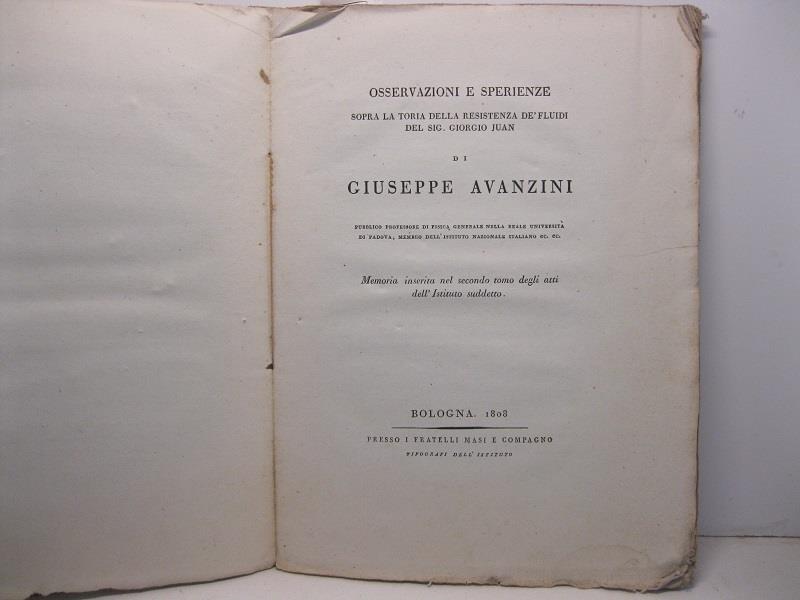 OSSERVAZIONI E SPERIENZE
SOPRA LA TORIA DELLA RESISTENZA DE' FLUIDI
DEL SIG. GIORGIO JUAN
DI
GIUSEPPE AVANZINI
PUBBLICO PROFESSORE DI FISICA GENERALE NELLA REALE UNIVERSITÀ
DI PADOVA, MEMBRO DELL'ISTITUTO NAZIONALE ITALIANO EC. EC.
Memoria inserita nel secondo tomo degli atti
dell'Istituto suddetto.
BOLOGNA. 1808
PRESSO I FRATELLI MASI E COMPAGNO
TIPOGRAFI DELL'ISTITUTO